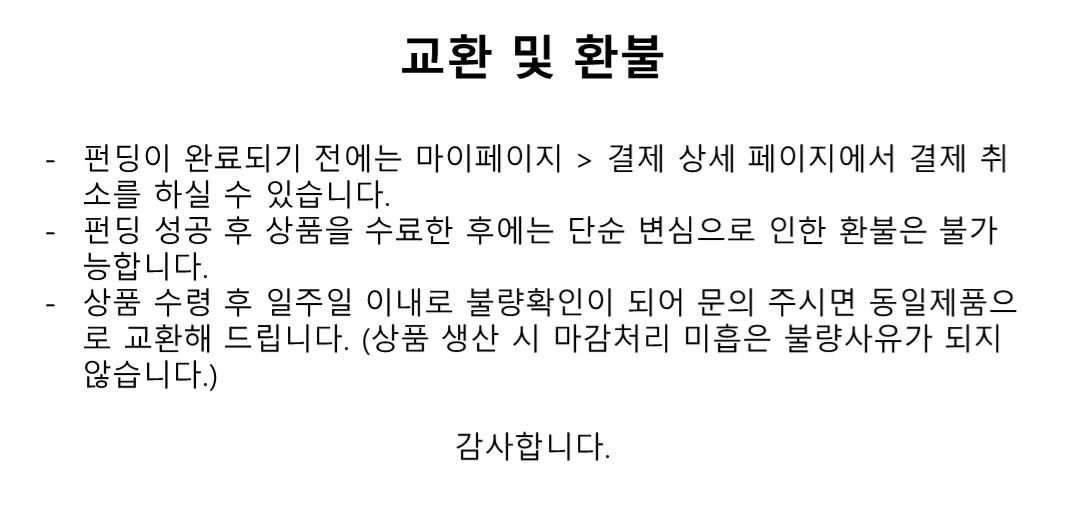 교환 및 환불
- 펀딩이 완료되기 전에는 마이페이지 > 결제 상세 페이지에서 결제 취
소를 하실 수 있습니다.
- 펀딩 성공 후 상품을 수료한 후에는 단순 변심으로 인한 환불은 불가
능합니다.
- 상품 수령 후 일주일 이내로 불량확인이 되어 문의 주시면 동일제품으
로 교환해 드립니다. (상품 생산 시 마감처리 미흡은 불량사유가 되지
않습니다.)
감사합니다.